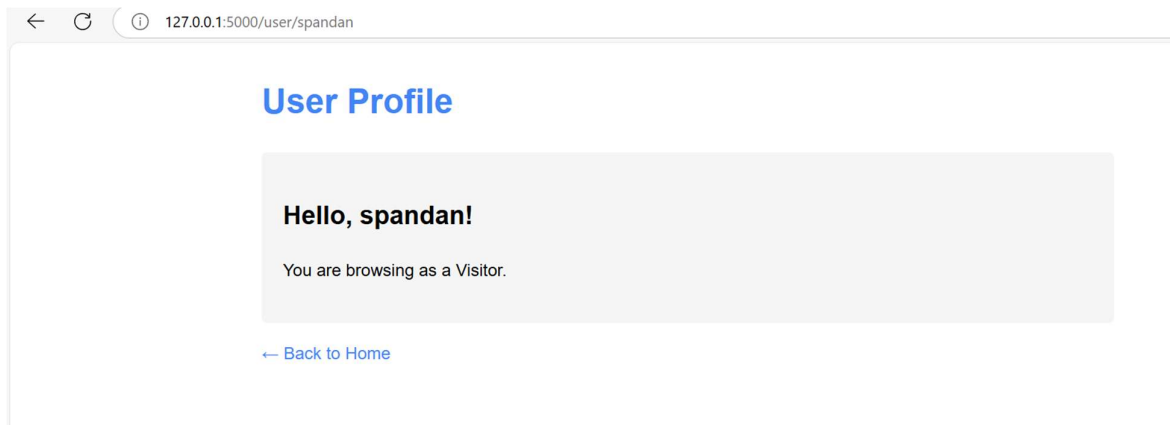 127.0.0.1:5000/user/spandan
User Profile
Hello, spandan!
You are browsing as a Visitor.
← Back to Home